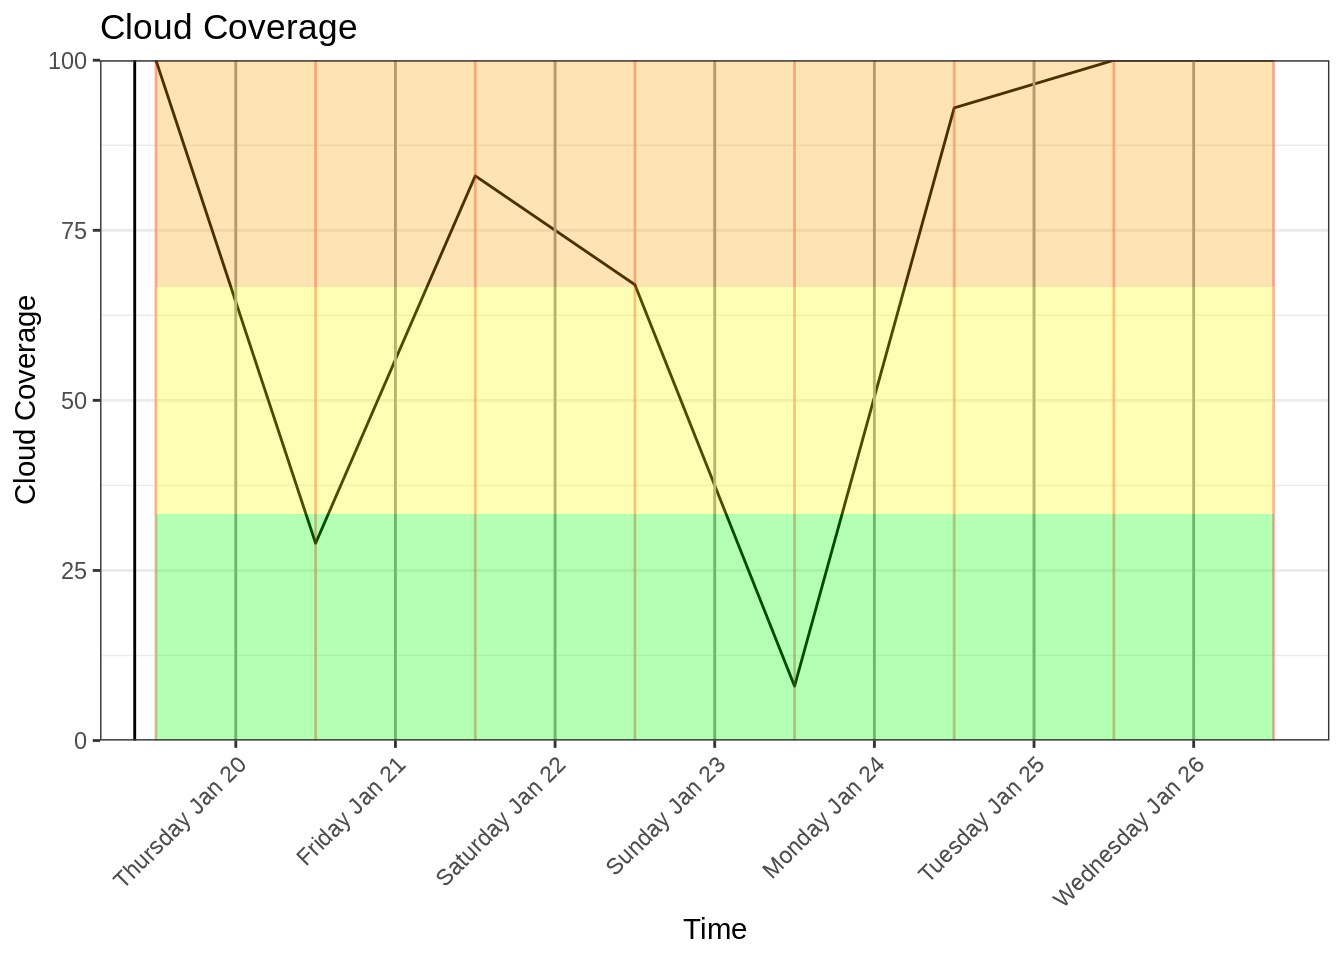 Cloud Coverage
100
75
50
25
0
Cloud Coverage
Thursday Jan 20
Friday Jan 21
Saturday Jan 22
Sunday Jan 23
Monday Jan 24
Tuesday Jan 25
Wednesday Jan 26
Time